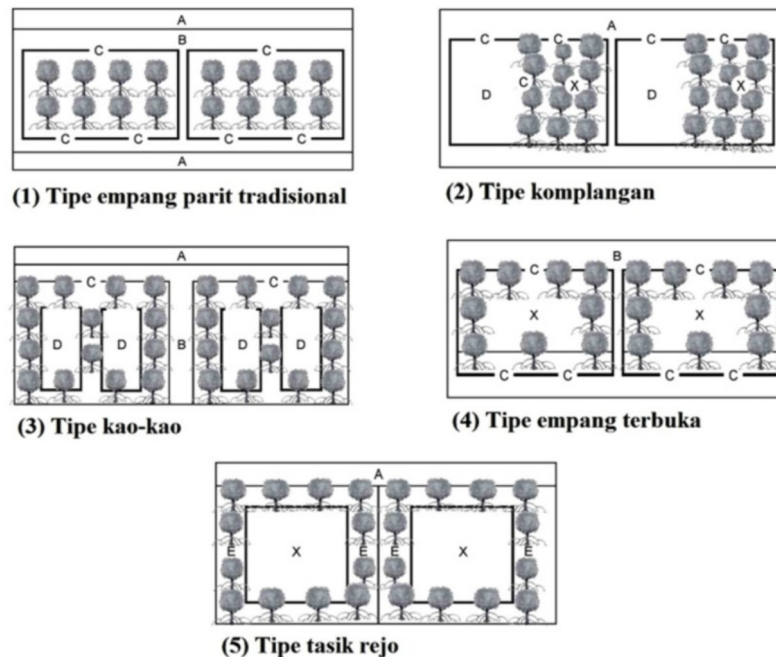 A
B
C C
C C
A
(1) Tipe empang parit tradisional
A
C C C C
C
D X D X
(2) Tipe komplangan
A
C C
D D B D D
(3) Tipe kao-kao
B
C C
X X
C C C C
(4) Tipe empang terbuka
A
E X E E X E
(5) Tipe tasik rejo